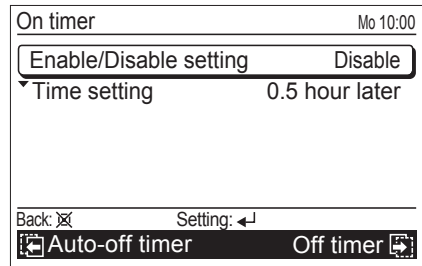 On timer Mo 10:00
Enable/Disable setting Disable
Time setting 0.5 hour later
Back: Setting:
Auto-off timer Off timer